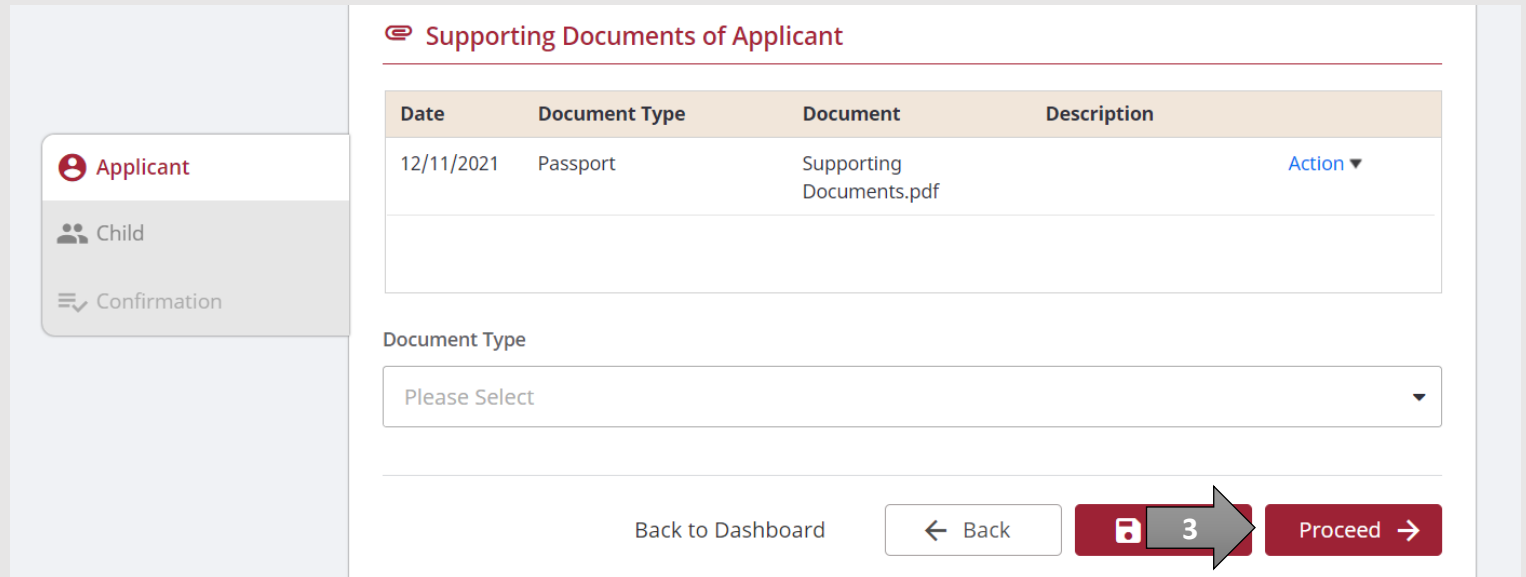 Supporting Documents of Applicant
Date Document Type Document Description
12/11/2021 Passport Supporting Documents.pdf Action
Applicant
Child
Confirmation
Document Type
Please Select
Back to Dashboard Back 3 Proceed